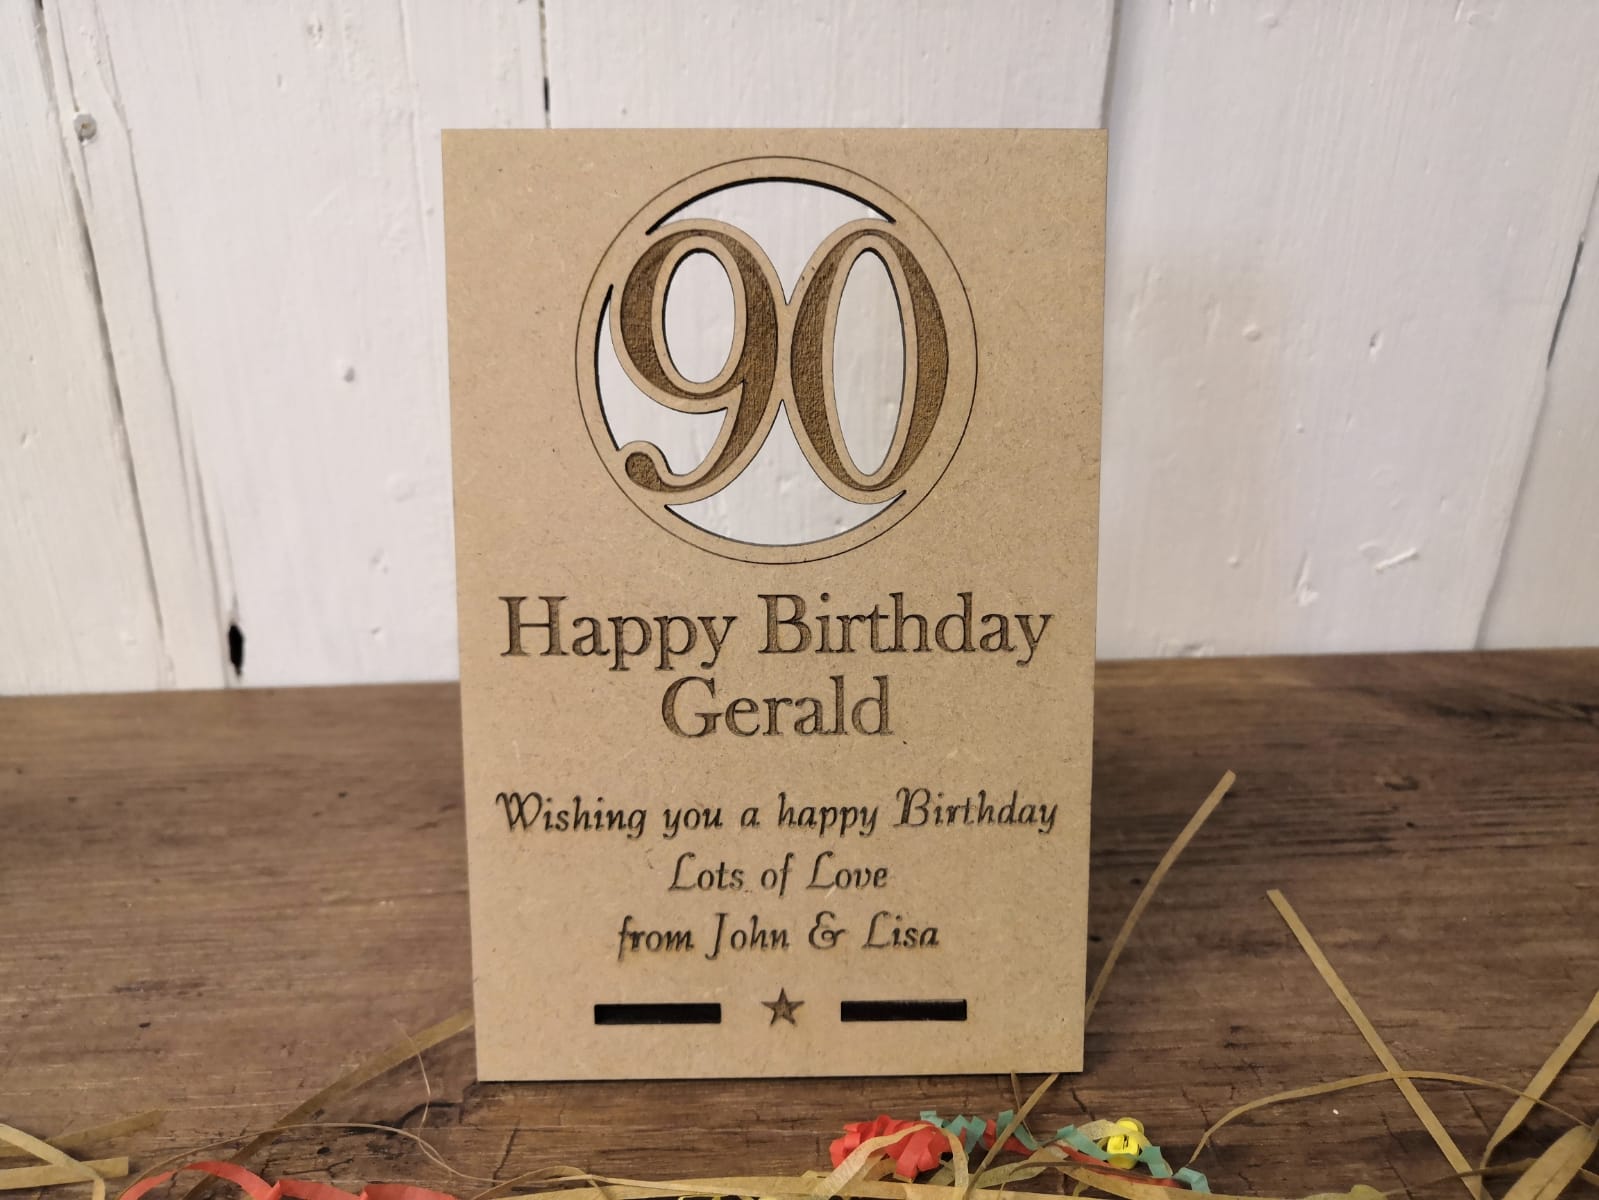 90
Happy Birthday
Gerald
Wishing you a happy Birthday
Lots of Love
from John & Lisa